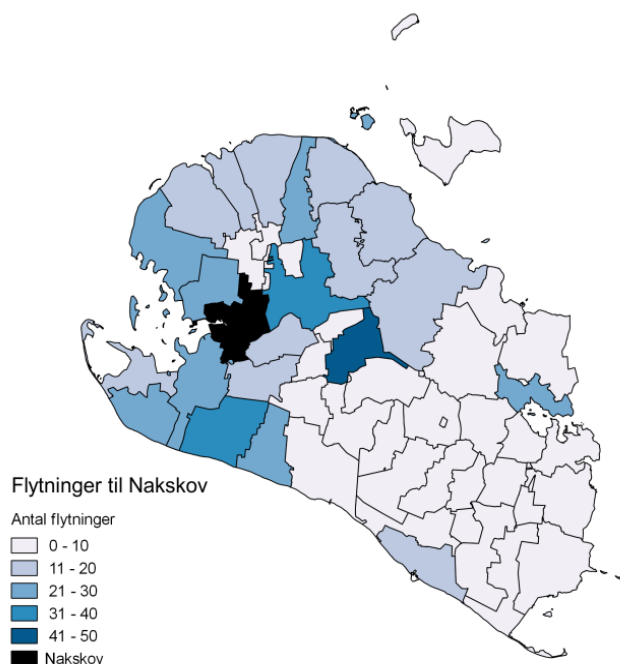 Flytninger til Nakskov
Antal flytninger
0 - 10
11 - 20
21 - 30
31 - 40
41 - 50
Nakskov